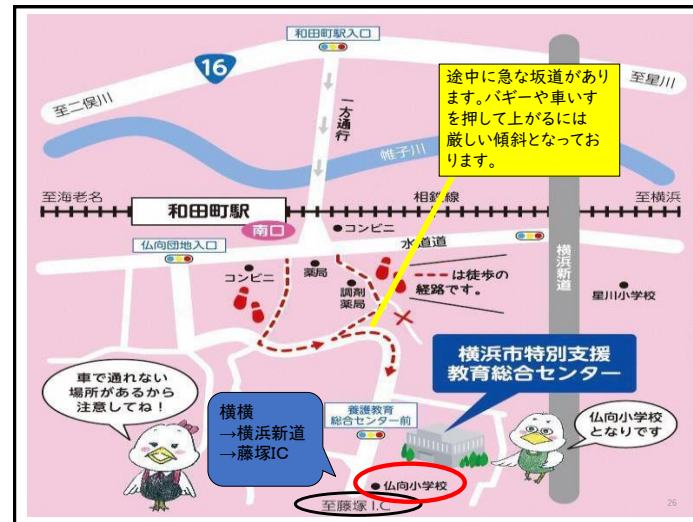 和田町駅入口
16
至二俣川
至星川
一方通行
途中に急な坂道があり
ます。バギーや車いす
を押して上がるには
厳しい傾斜となってお
ります。
帷子川
至海老名
和田町駅
相鉄線
至横浜
南口
●コンビニ
仏向団地入口
水道道
コンビニ
薬局
調剤
薬局
は徒歩の
経路です。
横浜新道
星川小学校
横浜市特別支援
教育総合センター
車で通れない
場所があるから
注意してね!
横横
→横浜新道
→藤塚IC
養護教育
総合センター前
仏向小学校
となりです
●仏向小学校
至藤塚I.C
26